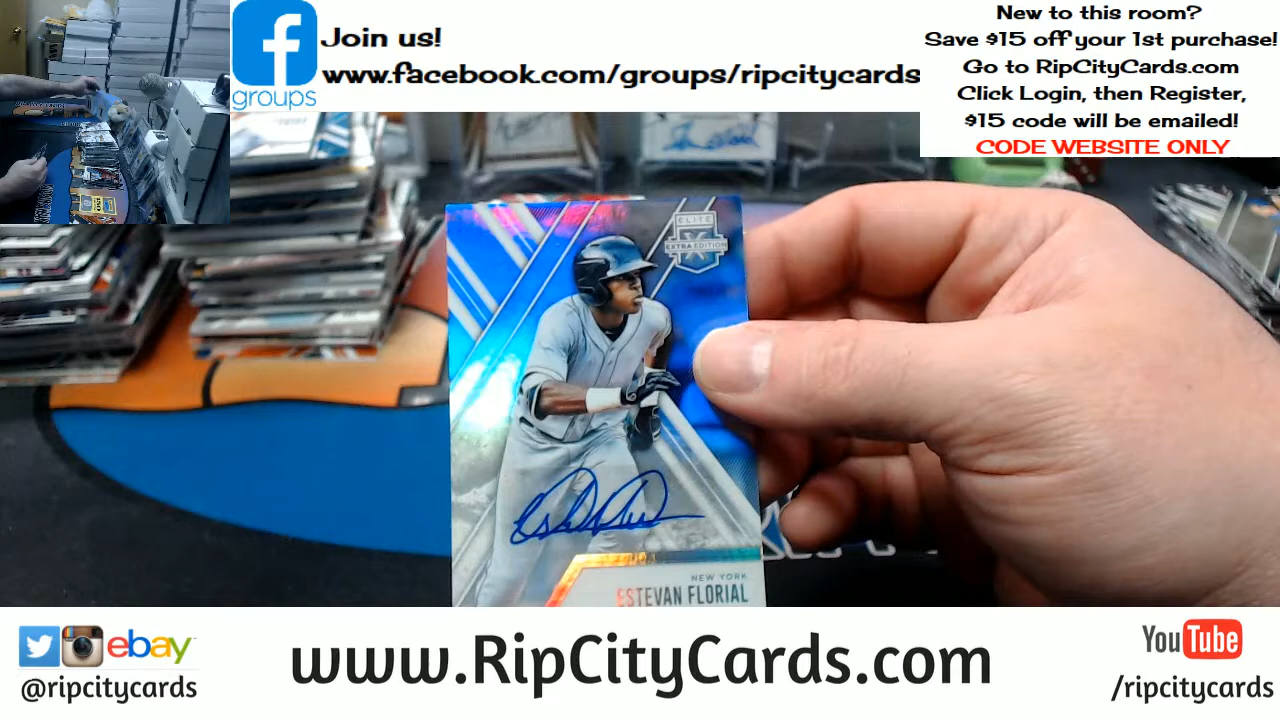 f
groups
Join us!
www.facebook.com/groups/ripcitycards
New to this room?
Save $15 off your 1st purchase!
Go to RipCityCards.com
Click Login, then Register,
$15 code will be emailed!
CODE WEBSITE ONLY
ELITE
EXTRA EDITION
NEW YORK
ESTEVAN FLORIAL
ebay
@ripcitycards
www.RipCityCards.com
YouTube
/ripcitycards